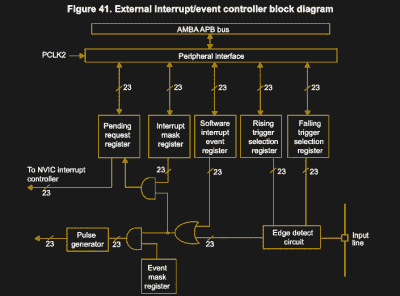 Figure 41. External interrupt/event controller block diagram
AMBA APB bus
PCLK2
Peripheral interface
23
23
23
23
23
Pending
request
register
Interrupt
mask
register
Software
interrupt
event
register
Rising
trigger
selection
register
Falling
trigger
selection
register
To NVIC interrupt
controller
23
23
23
23
23
Pulse
generator
23
23
23
Event
mask
register
Edge detect
circuit
Input
line